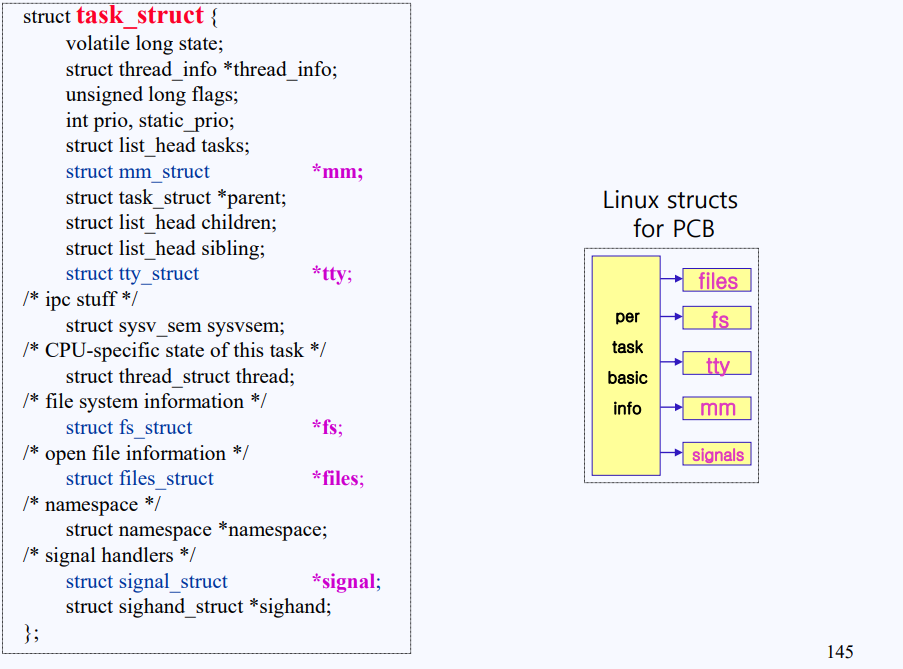 struct task_struct {
volatile long state;
struct thread_info *thread_info;
unsigned long flags;
int prio, static_prio;
struct list_head tasks;
struct mm_struct *mm;
struct task_struct *parent;
struct list_head children;
struct list_head sibling;
struct tty_struct *tty;
/* ipc stuff */
struct sysv_sem sysvsem;
/* CPU-specific state of this task */
struct thread_struct thread;
/* file system information */
struct fs_struct *fs;
/* open file information */
struct files_struct *files;
/* namespace */
struct namespace *namespace;
/* signal handlers */
struct signal_struct *signal;
struct sighand_struct *sighand;
};
Linux structs
for PCB
per
task
basic
info
files
fs
tty
mm
signals
145